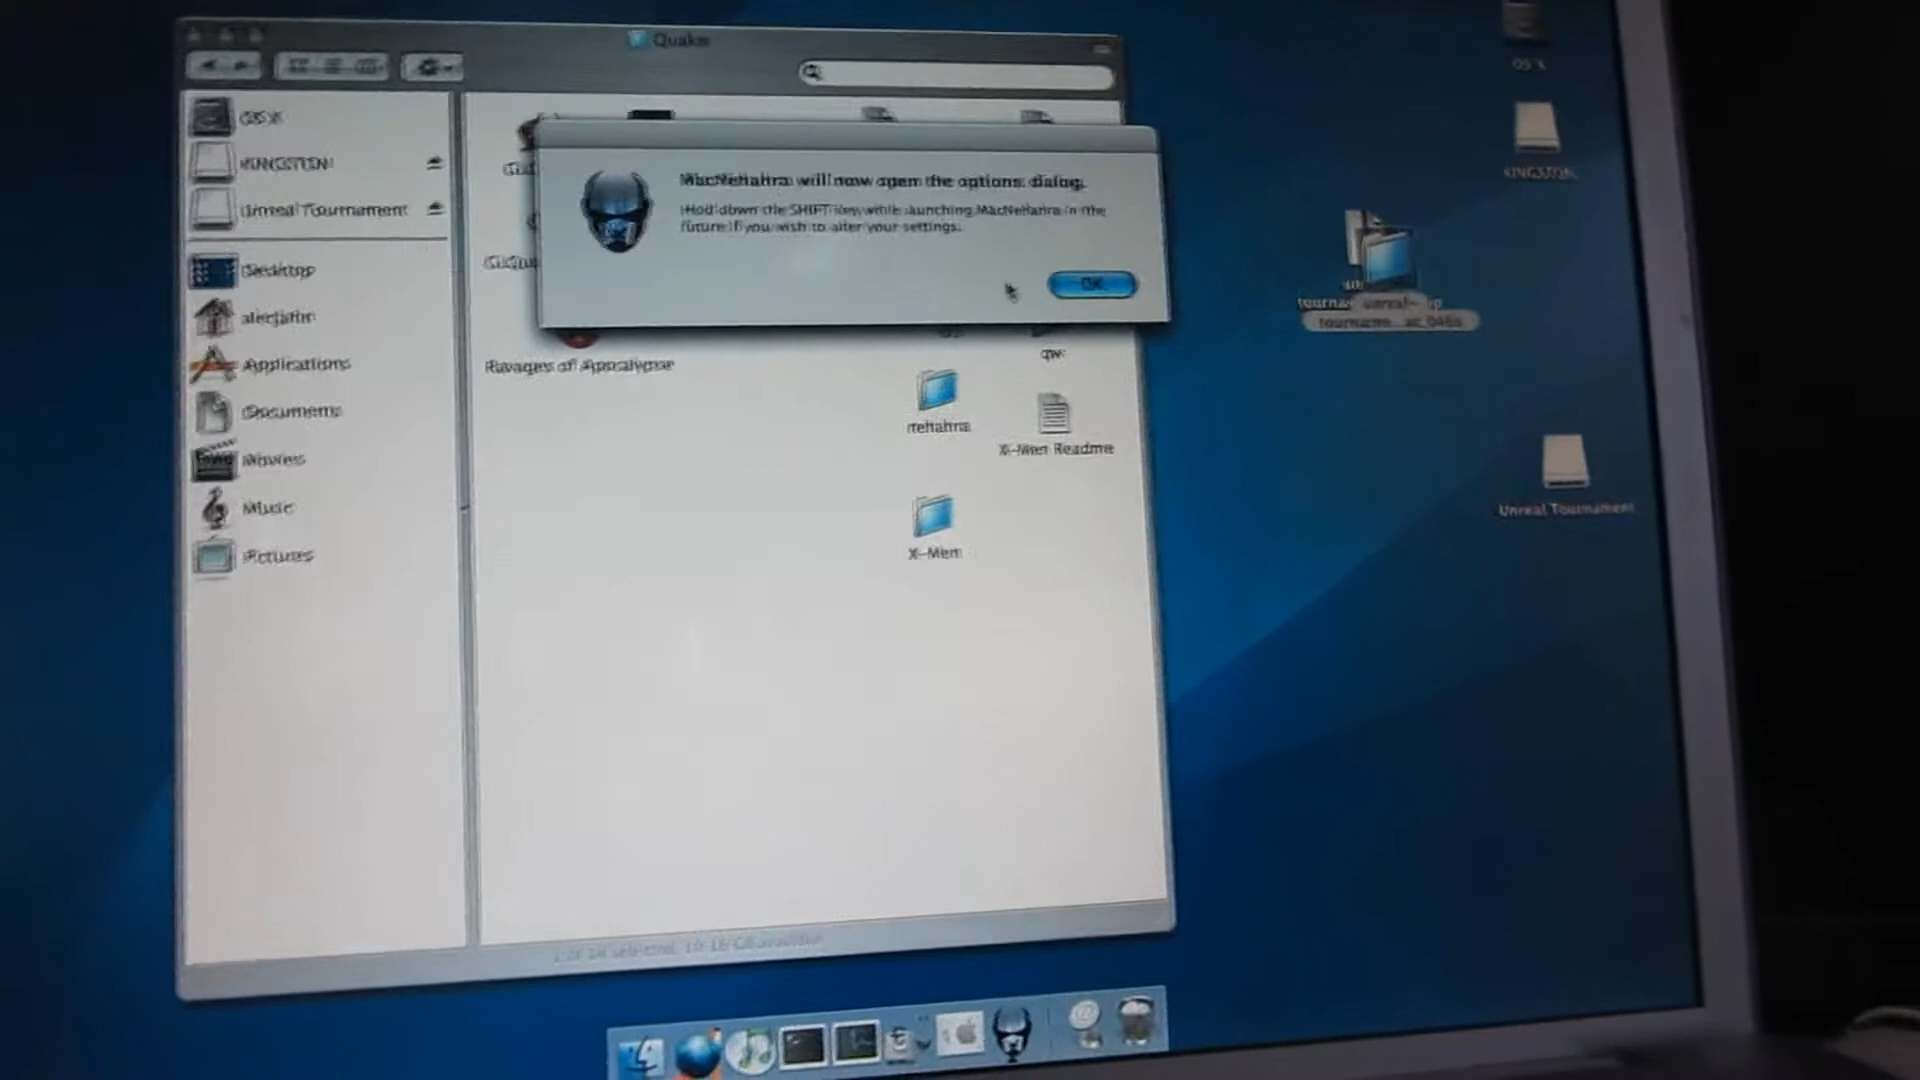 Quake
OS X
KINGSTON
Unreal Tournament
Desktop
Applications
Documents
Movies
Music
Pictures
MacNehahra will now open the options dialog.
Hold down the SHIFT key while launching MacNehahra in the
future if you wish to alter your settings.
OK
Ravages of Apocalypse
qw
nehahra
X-Men Readme
X-Men
OS X
KINGSTON
Unreal Tournament